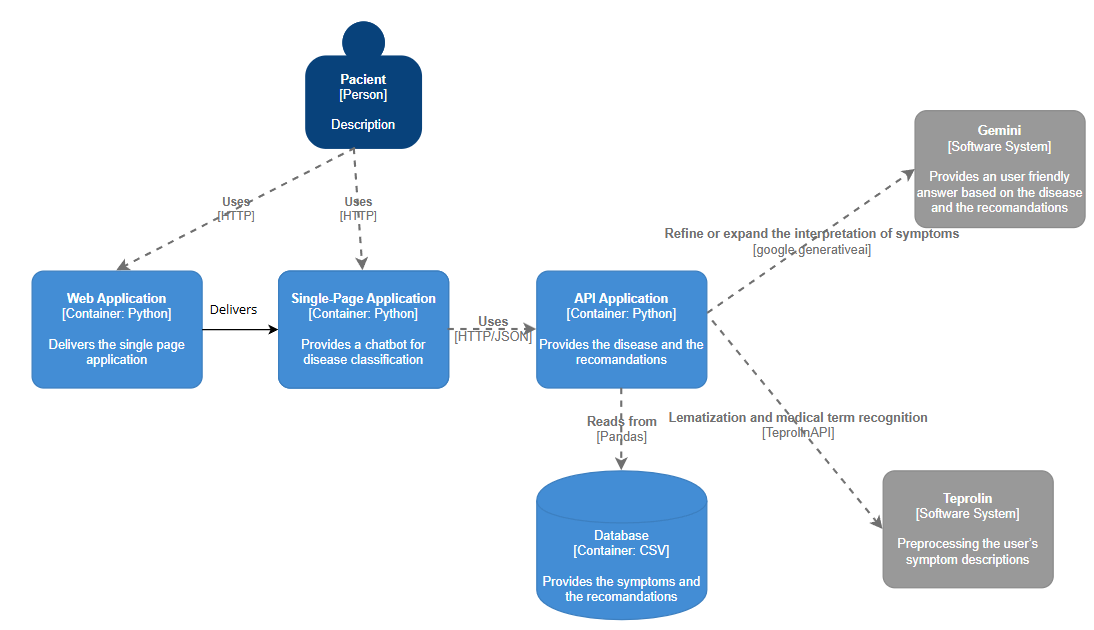 Pacient
[Person]
Description
Gemini
[Software System]
Provides an user friendly
answer based on the disease
and the recomandations
Uses
[HTTP]
Uses
[HTTP]
Refine or expand the interpretation of symptoms
[google.generativeai]
Web Application
[Container: Python]
Delivers the single page
application
Delivers
Single-Page Application
[Container: Python]
Provides a chatbot for
disease classification
Uses
[HTTP/JSON]
API Application
[Container: Python]
Provides the disease and the
recomandations
Reads from
[Pandas]
Lematization and medical term recognition
[TeprolinAPI]
Database
[Container: CSV]
Provides the symptoms and
the recomandations
Teprolin
[Software System]
Preprocessing the user’s
symptom descriptions